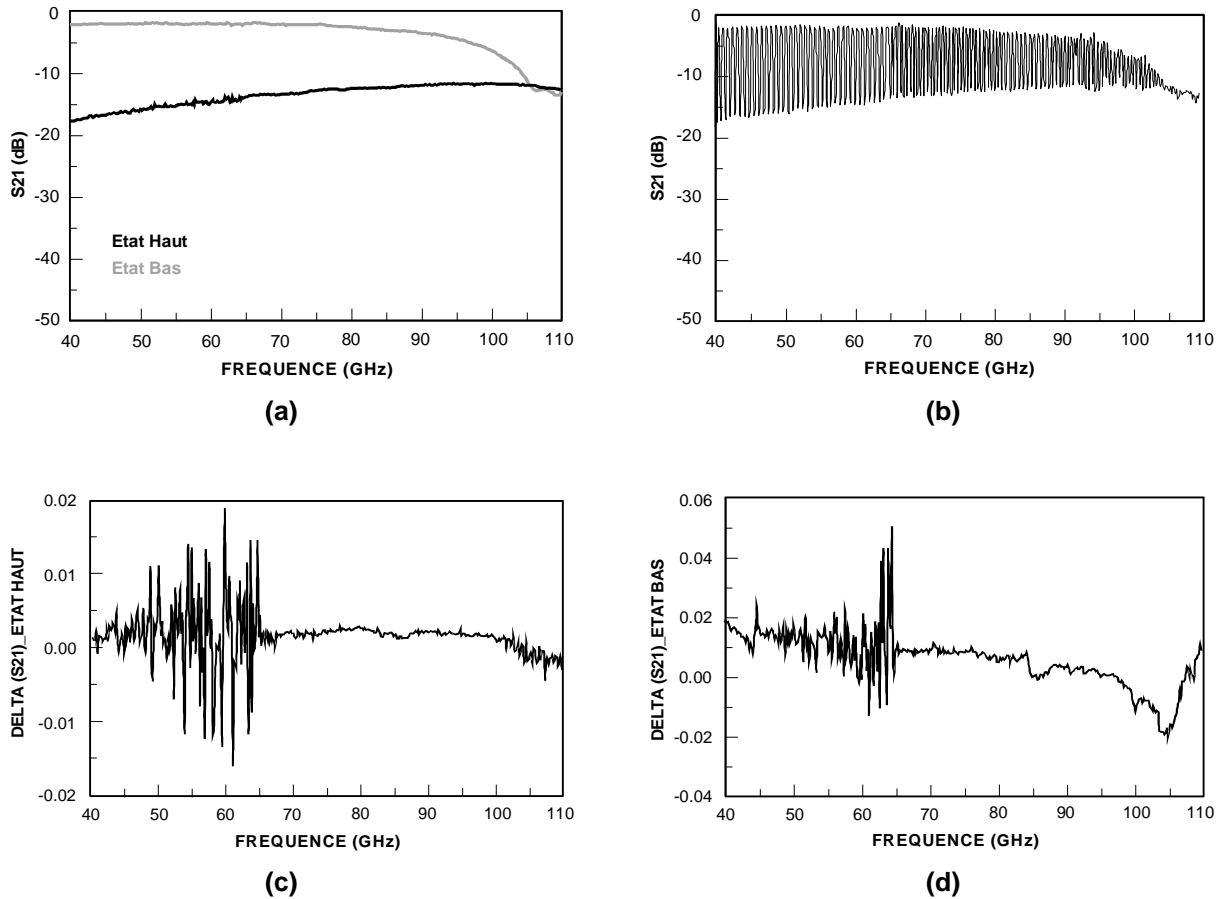 0
-10
-20
-30
-40
-50
S21 (dB)
Etat Haut
Etat Bas
40 50 60 70 80 90 100 110
FREQUENCE (GHz)
(a)
0
-10
-20
-30
-40
-50
S21 (dB)
40 50 60 70 80 90 100 110
FREQUENCE (GHz)
(b)
0.02
0.01
0.00
-0.01
-0.02
DELTA (S21)_ETAT HAUT
40 50 60 70 80 90 100 110
FREQUENCE (GHz)
(c)
0.06
0.04
0.02
0.00
-0.02
-0.04
DELTA (S21)_ETAT BAS
40 50 60 70 80 90 100 110
FREQUENCE (GHz)
(d)